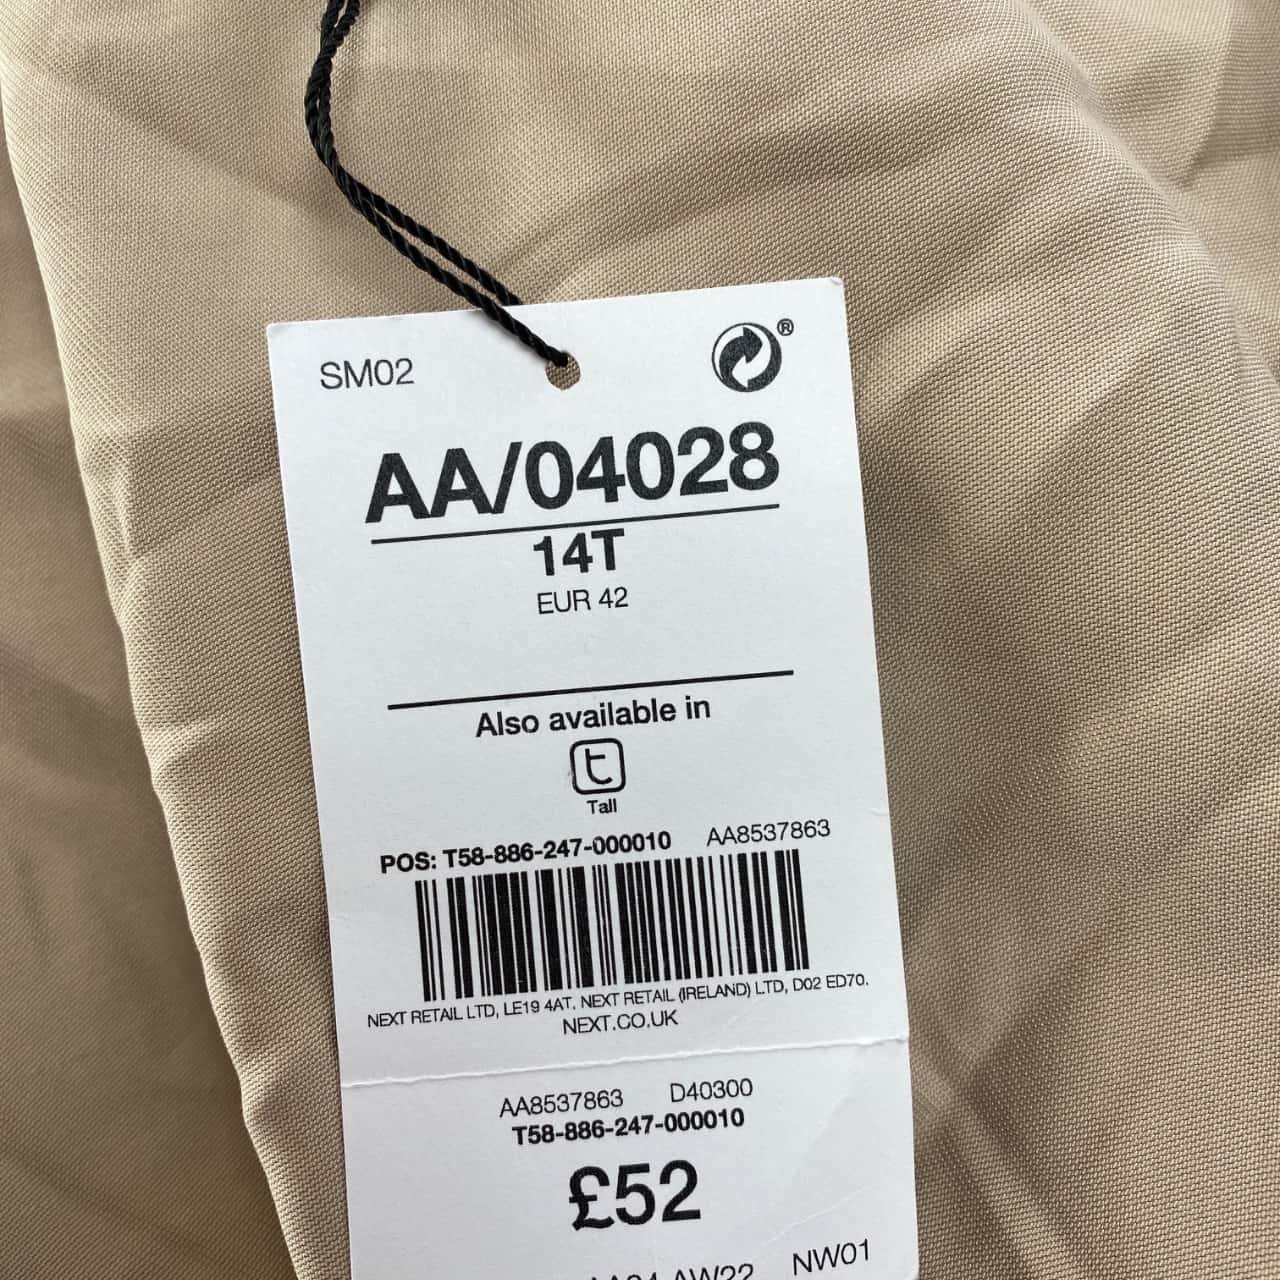 SM02
®
AA/04028
14T
EUR 42
Also available in
t
Tall
POS: T58-886-247-000010 AA8537863
NEXT RETAIL LTD, LE19 4AT. NEXT RETAIL (IRELAND) LTD, D02 ED70.
NEXT.CO.UK
AA8537863 D40300
T58-886-247-000010
£52
AW22 NW01